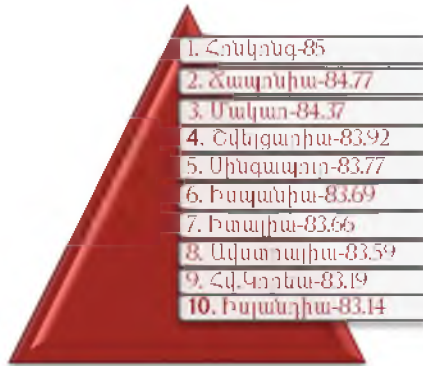 1. Հոնկոնգ-85
2. Ճապոնիա-84.77
3. Մակաո-84.37
4. Շվեյցարիա-83.92
5. Սինգապուր-83.77
6. Իսպանիա-83.69
7. Իտալիա-83.66
8. Ավստրալիա-83.59
9. Հվ.Կորեա-83.19
10. Իսլանդիա-83.14